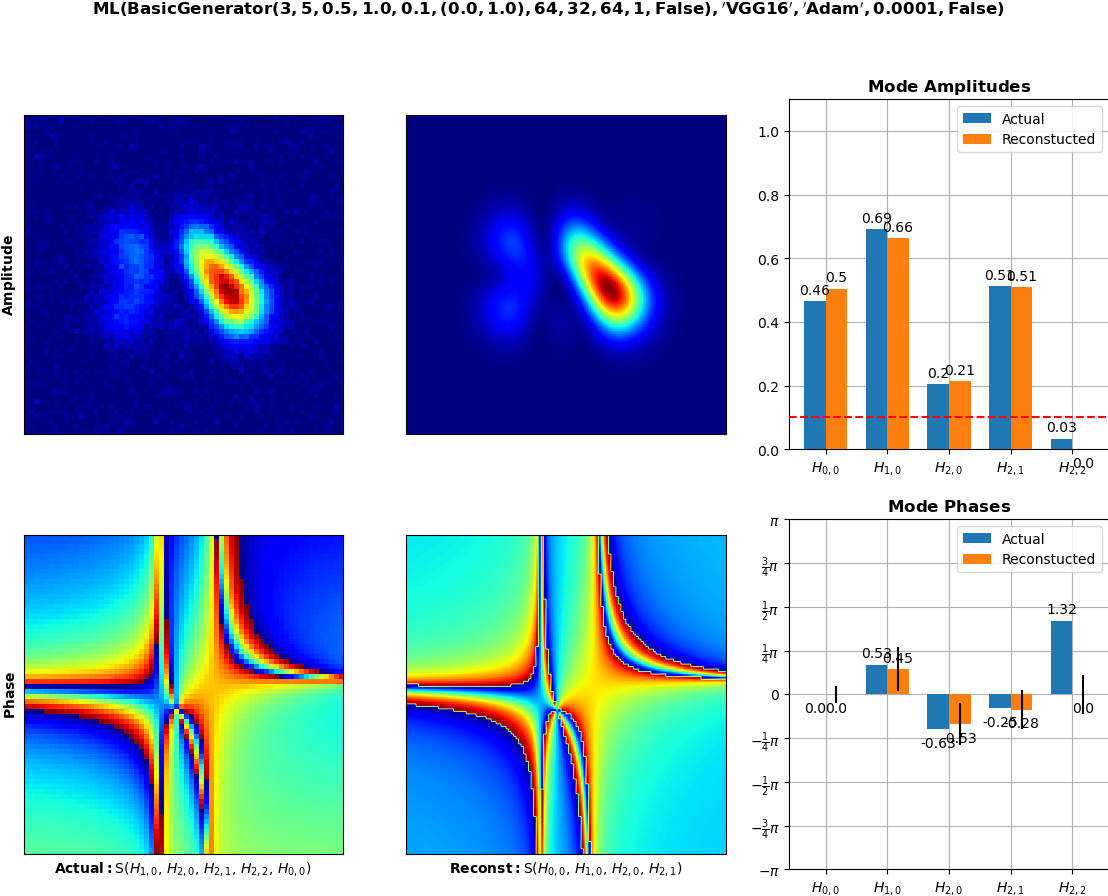 ML(BasicGenerator(3, 5, 0.5, 1.0, 0.1, (0.0, 1.0), 64, 32, 64, 1, False), ′VGG16′, ′Adam′, 0.0001, False)
Amplitude
Mode Amplitudes
Actual
Reconstucted
1.0
0.8
0.6
0.4
0.2
0.0
0.46
0.5
0.69
0.66
0.2
0.21
0.51
0.51
0.03
0.0
H0,0
H1,0
H2,0
H2,1
H2,2
Phase
Actual: S(H1,0, H2,0, H2,1, H2,2, H0,0)
Reconst: S(H0,0, H1,0, H2,0, H2,1)
Mode Phases
Actual
Reconstucted
π
3/4π
1/2π
1/4π
0
−1/4π
−1/2π
−3/4π
−π
0.0
0.0
0.53
0.45
-0.63
-0.53
-0.25
-0.28
1.32
0.0
H0,0
H1,0
H2,0
H2,1
H2,2